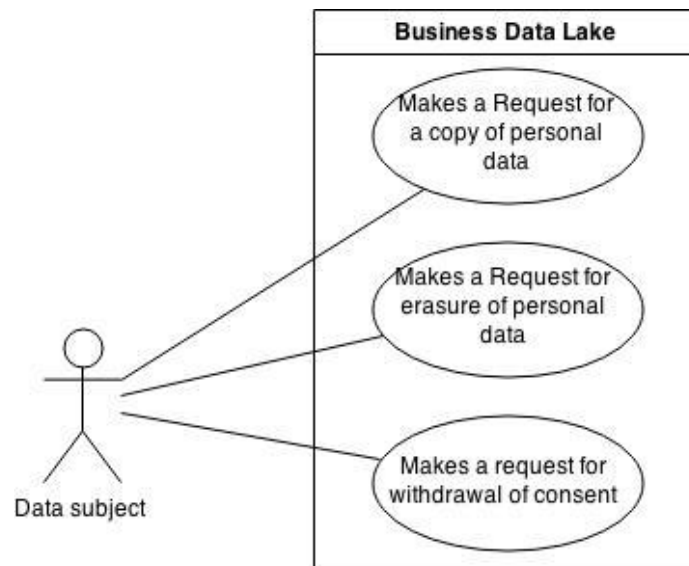 Business Data Lake
Makes a Request for
a copy of personal
data
Makes a Request for
erasure of personal
data
Makes a request for
withdrawal of consent
Data subject